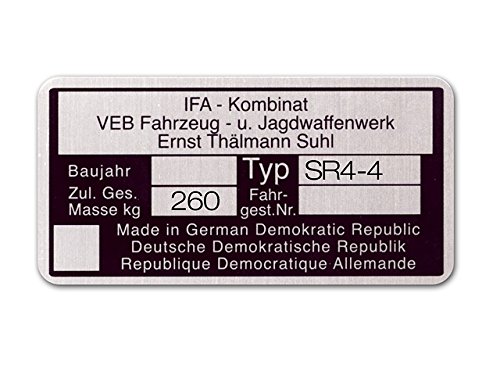 IFA - Kombinat
VEB Fahrzeug - u. Jagdwaffenwerk
Ernst Thälmann Suhl
Baujahr Typ SR4-4
Zul. Ges. Masse kg 260 Fahr- gest.Nr.
Made in German Demokratic Republic
Deutsche Demokratische Republik
Republique Democratique Allemande